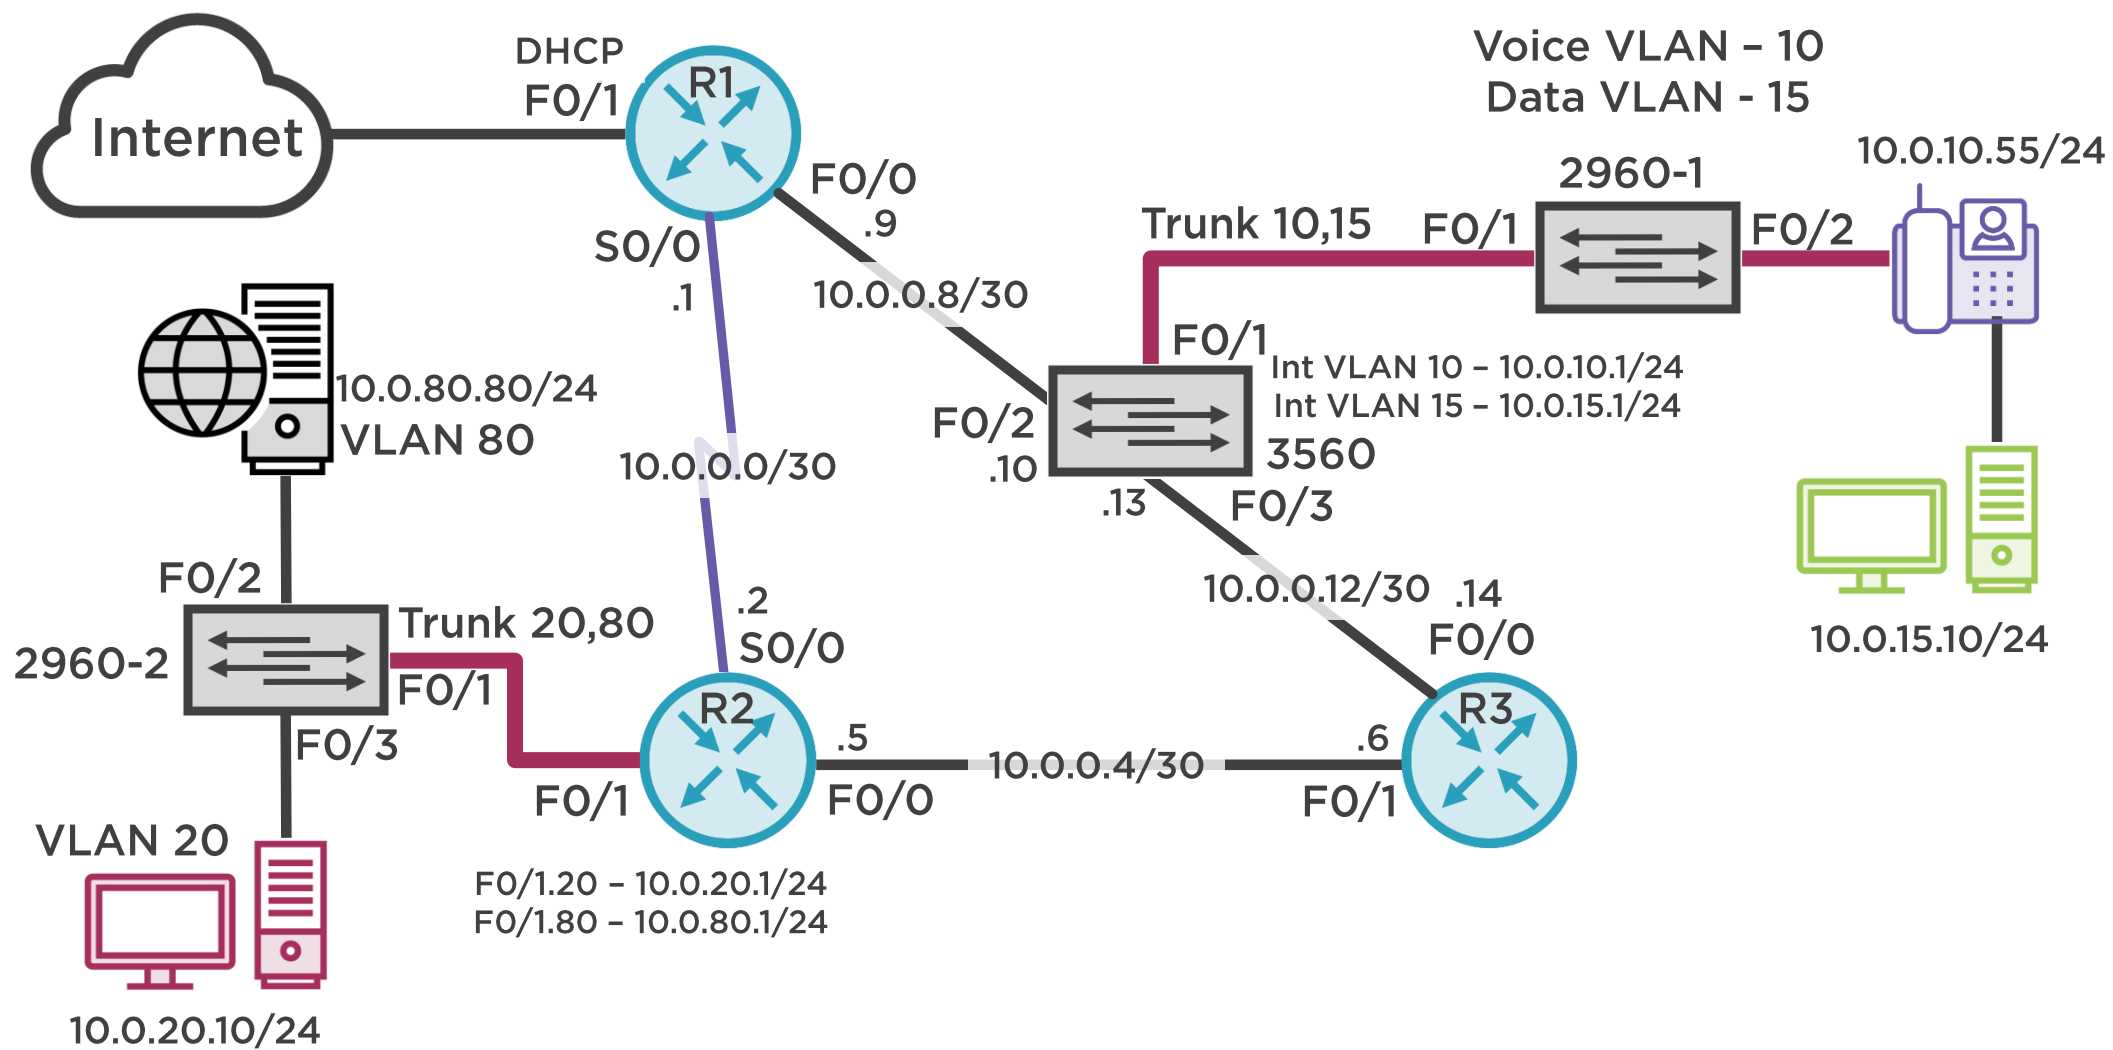 DHCP
F0/1
Internet
R1
F0/0
.9
S0/0
.1
10.0.0.8/30
Voice VLAN – 10
Data VLAN - 15
10.0.10.55/24
2960-1
Trunk 10,15
F0/1
F0/2
F0/1
Int VLAN 10 – 10.0.10.1/24
Int VLAN 15 – 10.0.15.1/24
F0/2
.10
3560
.13
F0/3
10.0.80.80/24
VLAN 80
10.0.0.0/30
F0/2
Trunk 20,80
2960-2
F0/1
F0/3
.2
S0/0
10.0.0.12/30
.14
F0/0
10.0.15.10/24
R2
.5
F0/0
F0/1
10.0.0.4/30
.6
F0/1
R3
VLAN 20
F0/1.20 – 10.0.20.1/24
F0/1.80 – 10.0.80.1/24
10.0.20.10/24